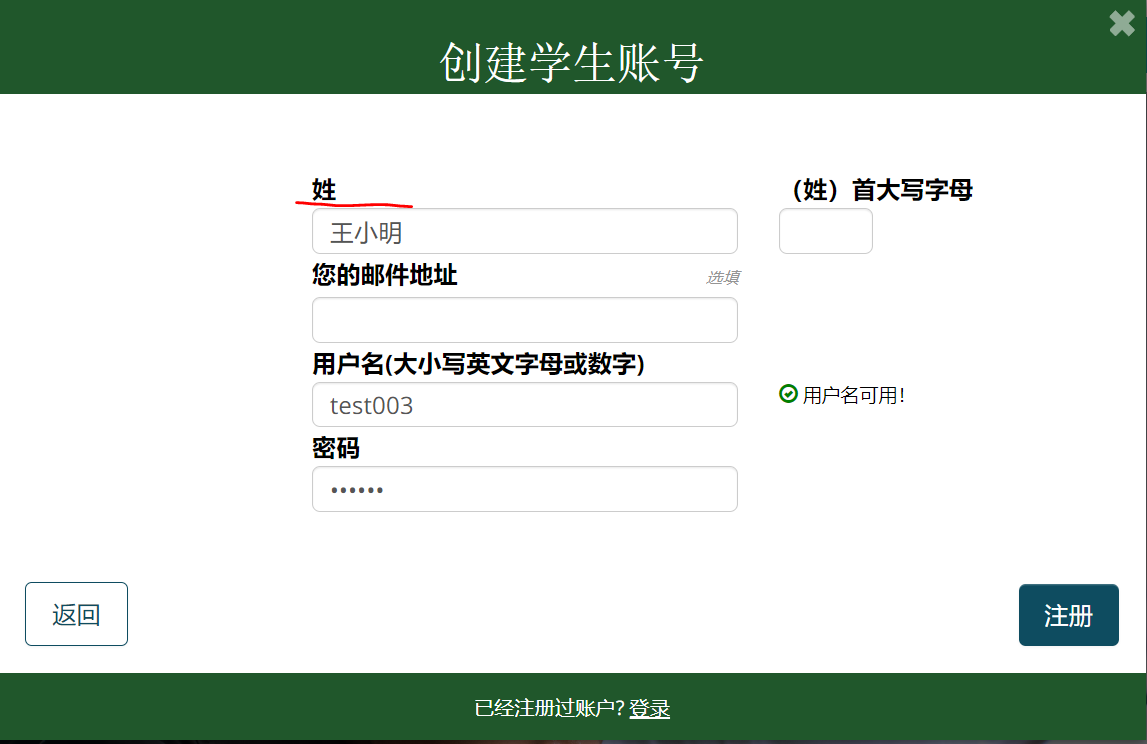 创建学生账号
姓
（姓）首大写字母
王小明
您的邮件地址
选填
用户名(大小写英文字母或数字)
test003
用户名可用!
密码
••••••
返回
注册
已经注册过账户? 登录